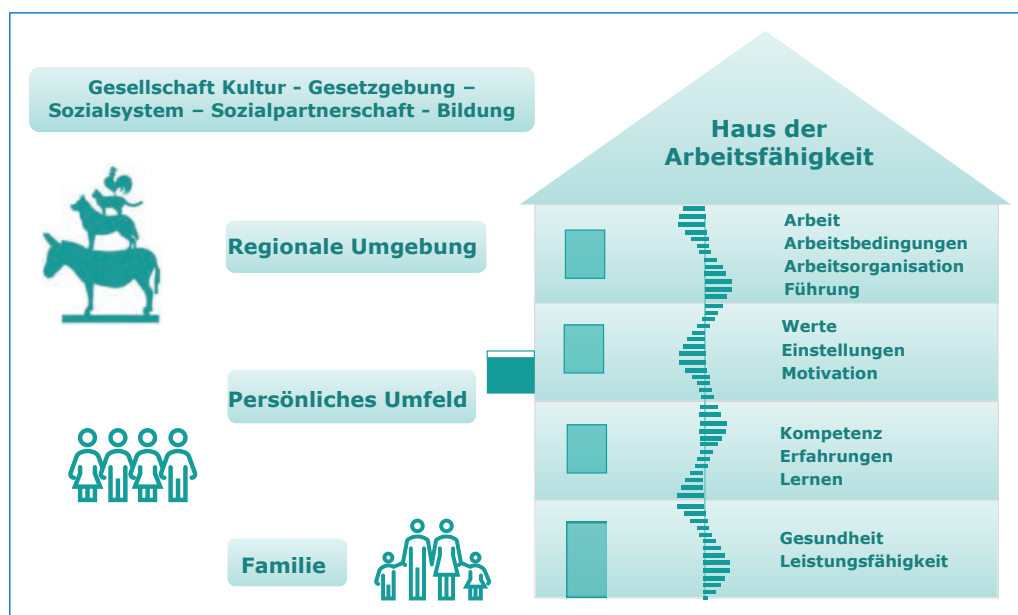 Gesellschaft Kultur - Gesetzgebung –
Sozialsystem – Sozialpartnerschaft - Bildung
Regionale Umgebung
Persönliches Umfeld
Familie
Haus der
Arbeitsfähigkeit
Arbeit
Arbeitsbedingungen
Arbeitsorganisation
Führung
Werte
Einstellungen
Motivation
Kompetenz
Erfahrungen
Lernen
Gesundheit
Leistungsfähigkeit